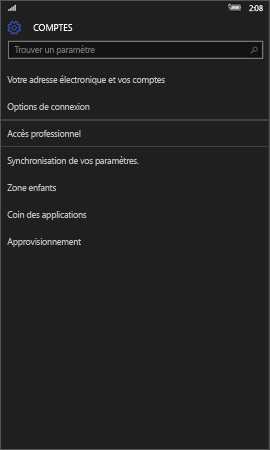 2:08
COMPTES
Trouver un paramètre
Votre adresse électronique et vos comptes
Options de connexion
Accès professionnel
Synchronisation de vos paramètres.
Zone enfants
Coin des applications
Approvisionnement